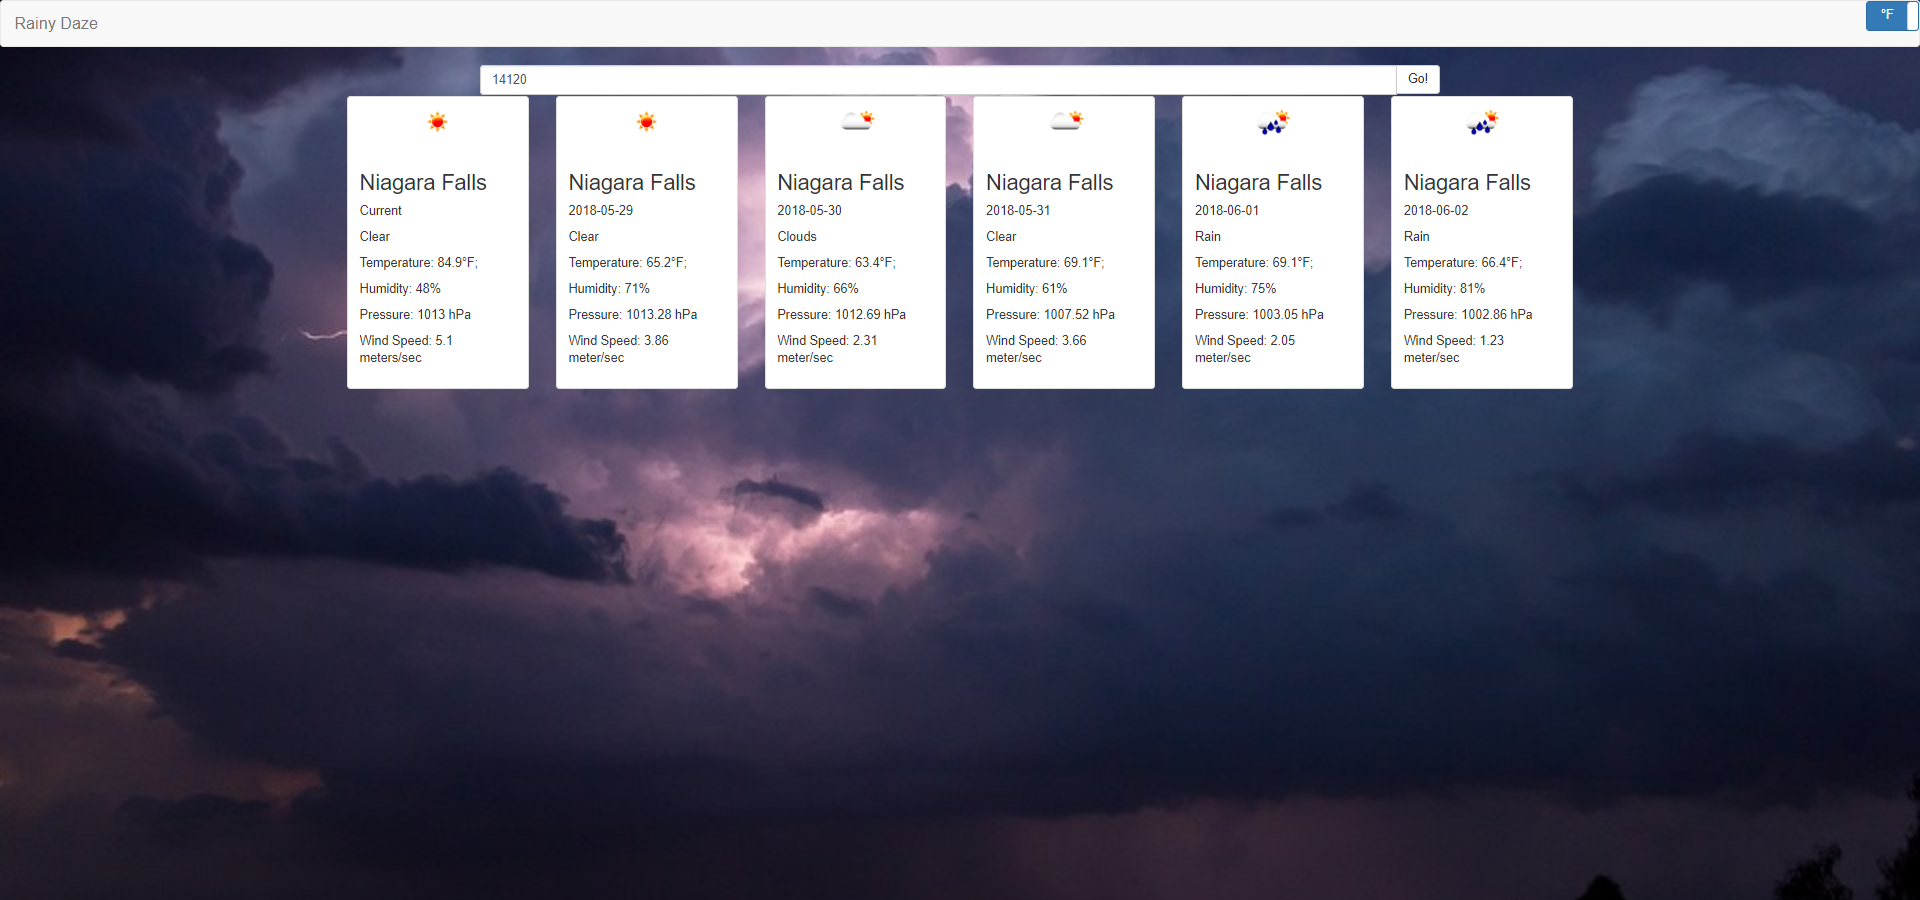 Rainy Daze
°F
14120
Go!
Niagara Falls
Current
Clear
Temperature: 84.9°F;
Humidity: 48%
Pressure: 1013 hPa
Wind Speed: 5.1
meters/sec
Niagara Falls
2018-05-29
Clear
Temperature: 65.2°F;
Humidity: 71%
Pressure: 1013.28 hPa
Wind Speed: 3.86
meter/sec
Niagara Falls
2018-05-30
Clouds
Temperature: 63.4°F;
Humidity: 66%
Pressure: 1012.69 hPa
Wind Speed: 2.31
meter/sec
Niagara Falls
2018-05-31
Clear
Temperature: 69.1°F;
Humidity: 61%
Pressure: 1007.52 hPa
Wind Speed: 3.66
meter/sec
Niagara Falls
2018-06-01
Rain
Temperature: 69.1°F;
Humidity: 75%
Pressure: 1003.05 hPa
Wind Speed: 2.05
meter/sec
Niagara Falls
2018-06-02
Rain
Temperature: 66.4°F;
Humidity: 81%
Pressure: 1002.86 hPa
Wind Speed: 1.23
meter/sec